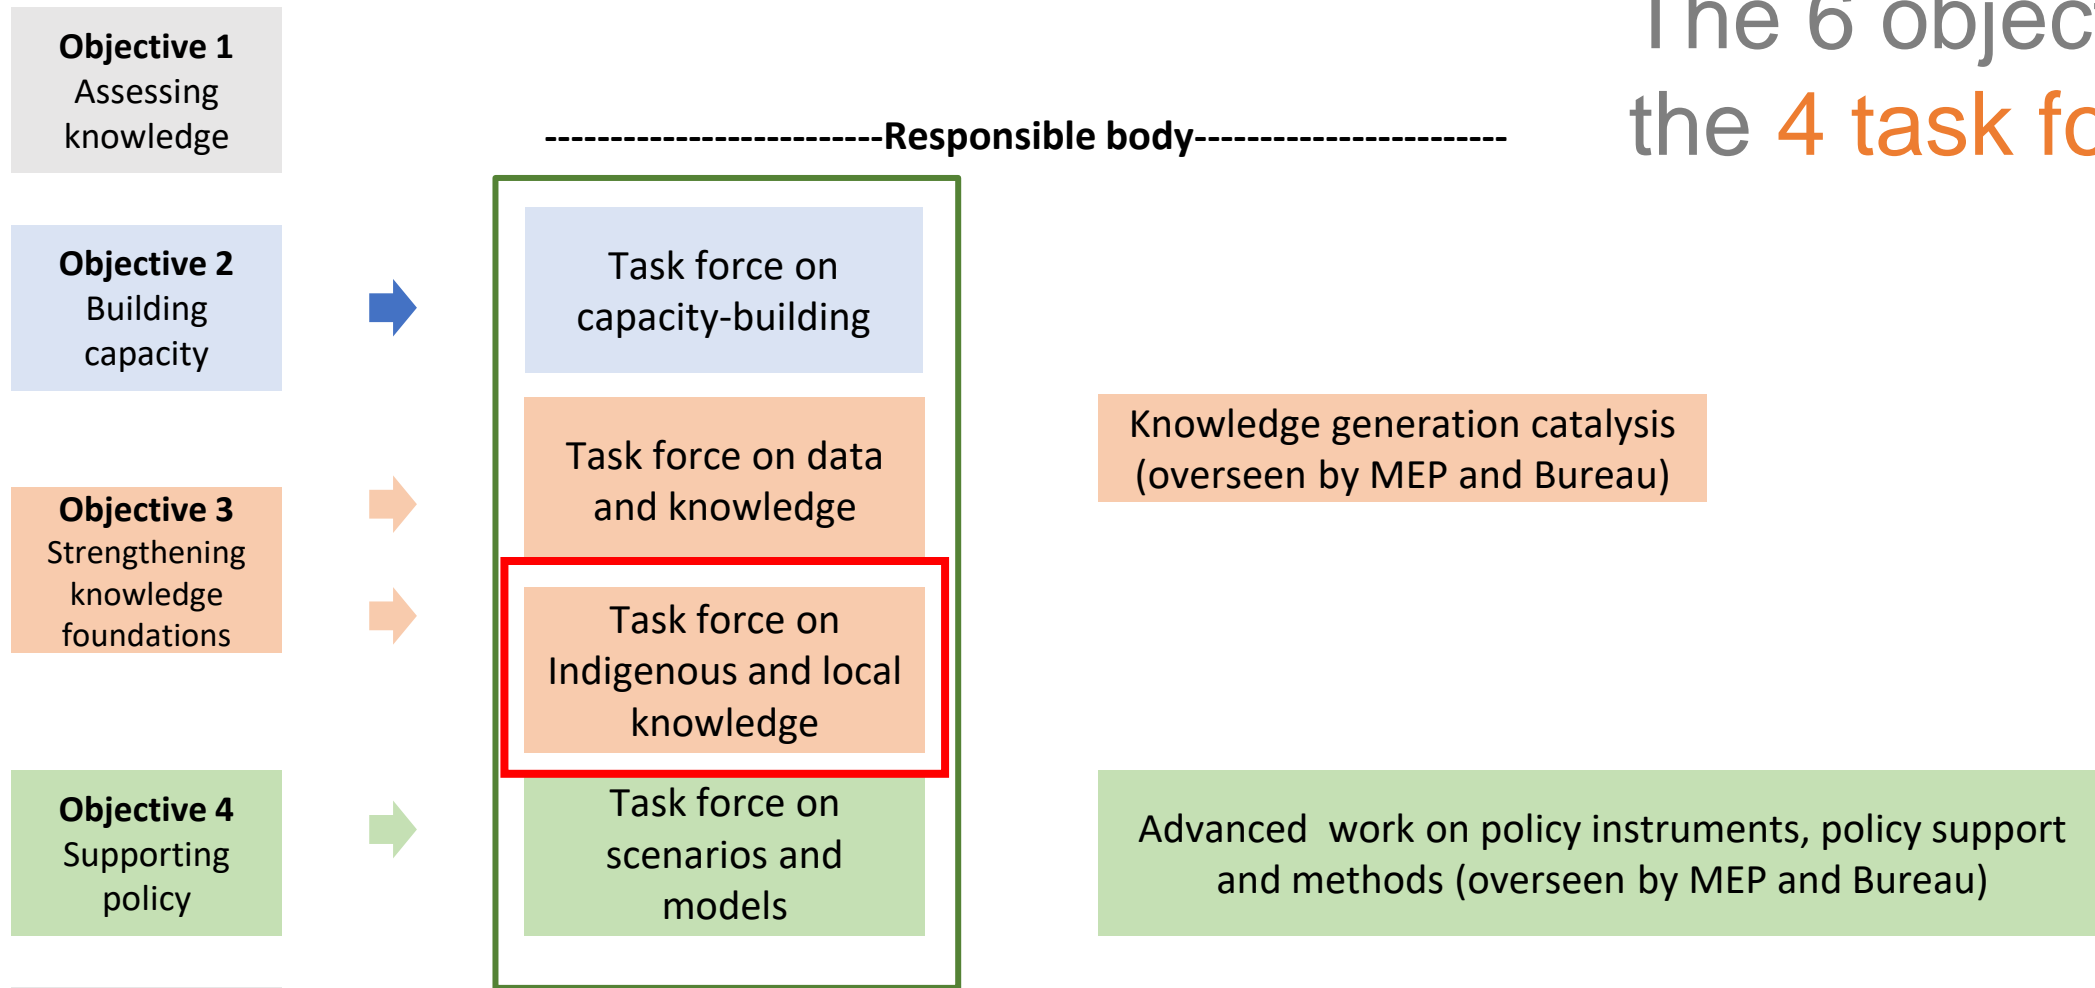 The 6 objec
the 4 task fo
Objective 1
Assessing
knowledge
-------------------------Responsible body-----------------------
Objective 2
Building
capacity
Task force on
capacity-building
Objective 3
Strengthening
knowledge
foundations
Task force on data
and knowledge
Knowledge generation catalysis
(overseen by MEP and Bureau)
Task force on
Indigenous and local
knowledge
Objective 4
Supporting
policy
Task force on
scenarios and
models
Advanced  work on policy instruments, policy support
and methods (overseen by MEP and Bureau)